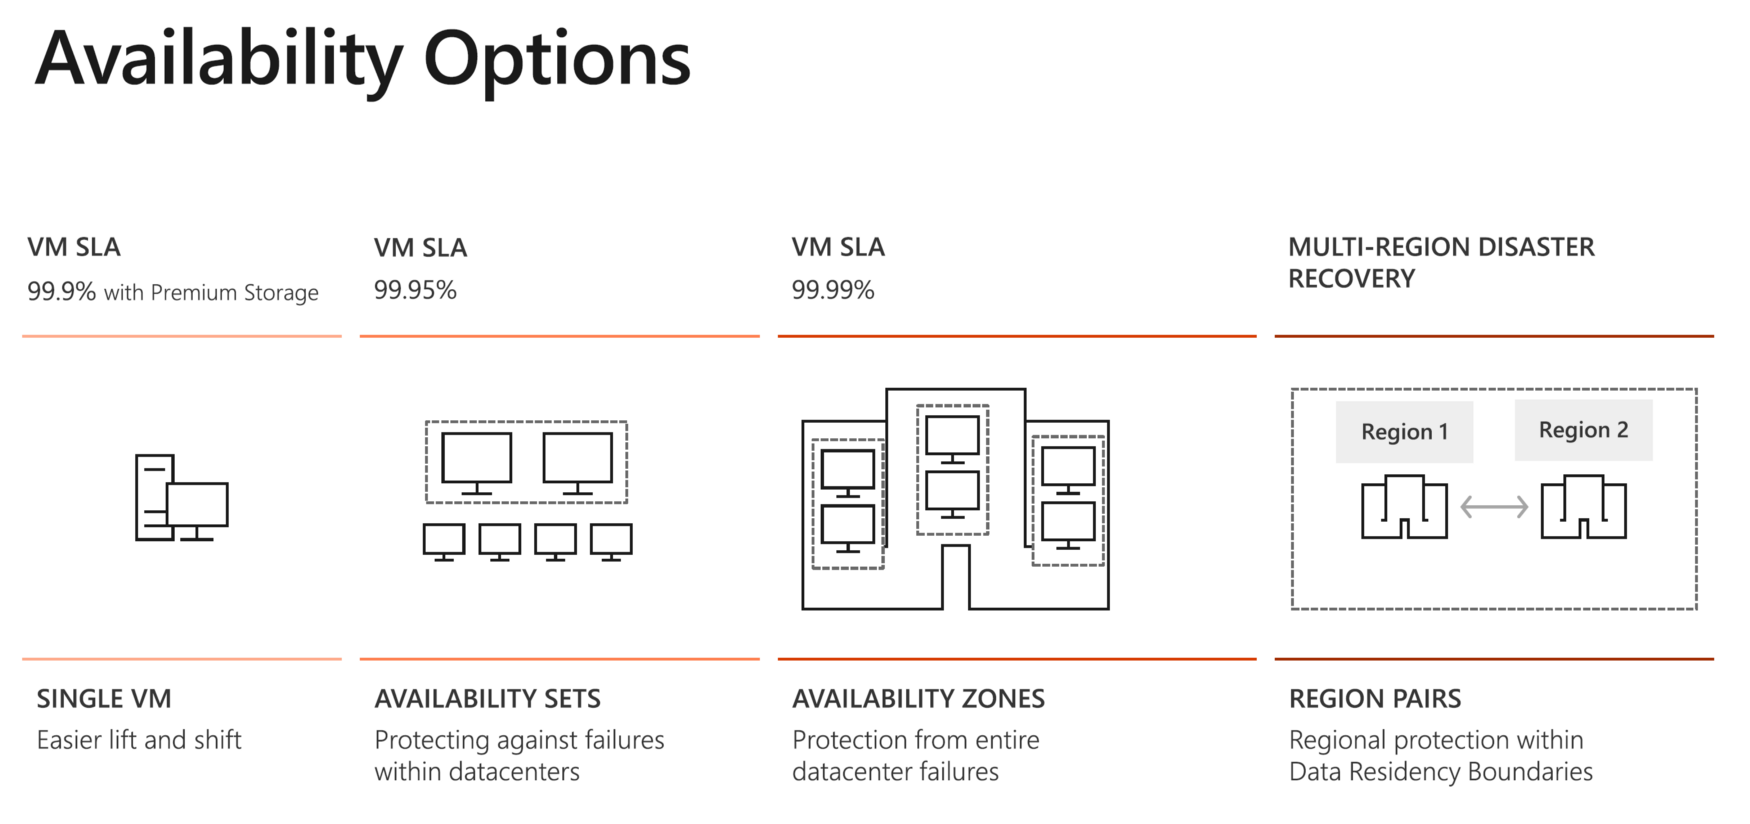 Availability Options
VM SLA
99.9% with Premium Storage
VM SLA
99.95%
VM SLA
99.99%
MULTI-REGION DISASTER
RECOVERY
Region 1
Region 2
SINGLE VM
Easier lift and shift
AVAILABILITY SETS
Protecting against failures
within datacenters
AVAILABILITY ZONES
Protection from entire
datacenter failures
REGION PAIRS
Regional protection within
Data Residency Boundaries